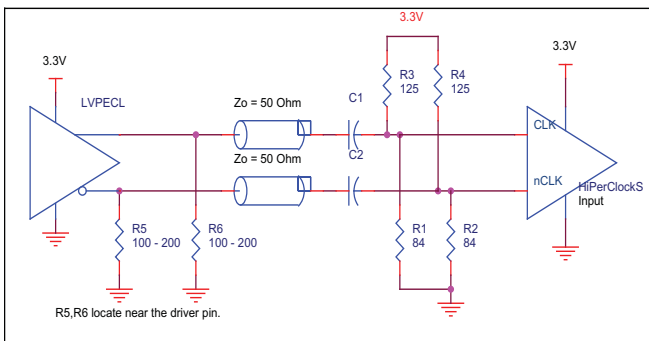 3.3V
3.3V
3.3V
LVPECL
R3
125
R4
125
Zo = 50 Ohm
C1
CLK
Zo = 50 Ohm
C2
nCLK
HiPerClockS
Input
R5
100 - 200
R6
100 - 200
R1
84
R2
84
R5,R6 locate near the driver pin.